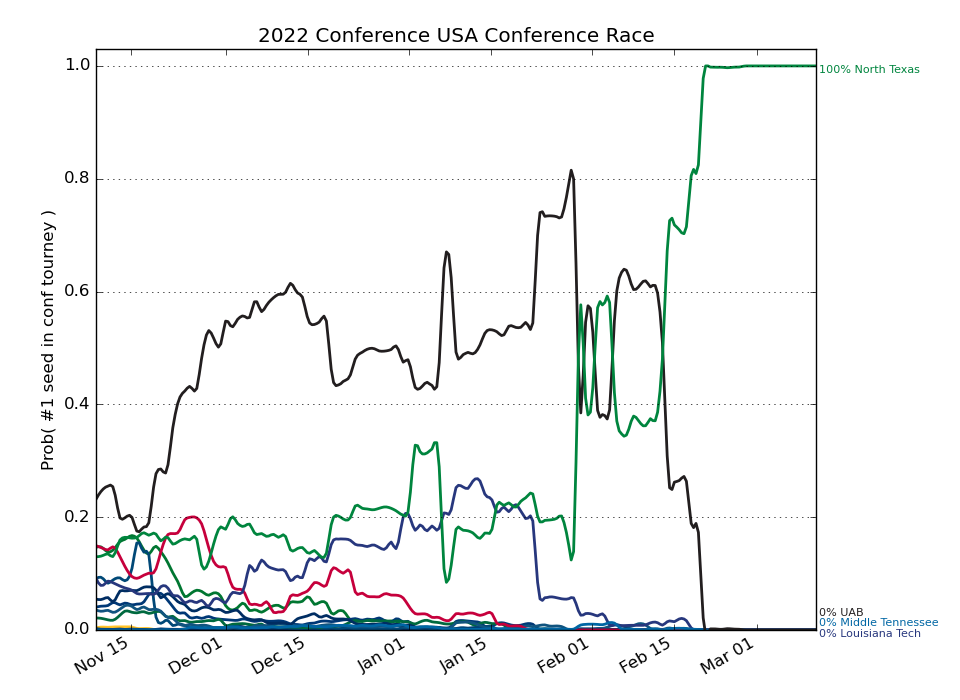 2022 Conference USA Conference Race
Prob( #1 seed in conf tourney )
1.0
0.8
0.6
0.4
0.2
0.0
Nov 15
Dec 01
Dec 15
Jan 01
Jan 15
Feb 01
Feb 15
Mar 01
100% North Texas
0% UAB
0% Middle Tennessee
0% Louisiana Tech